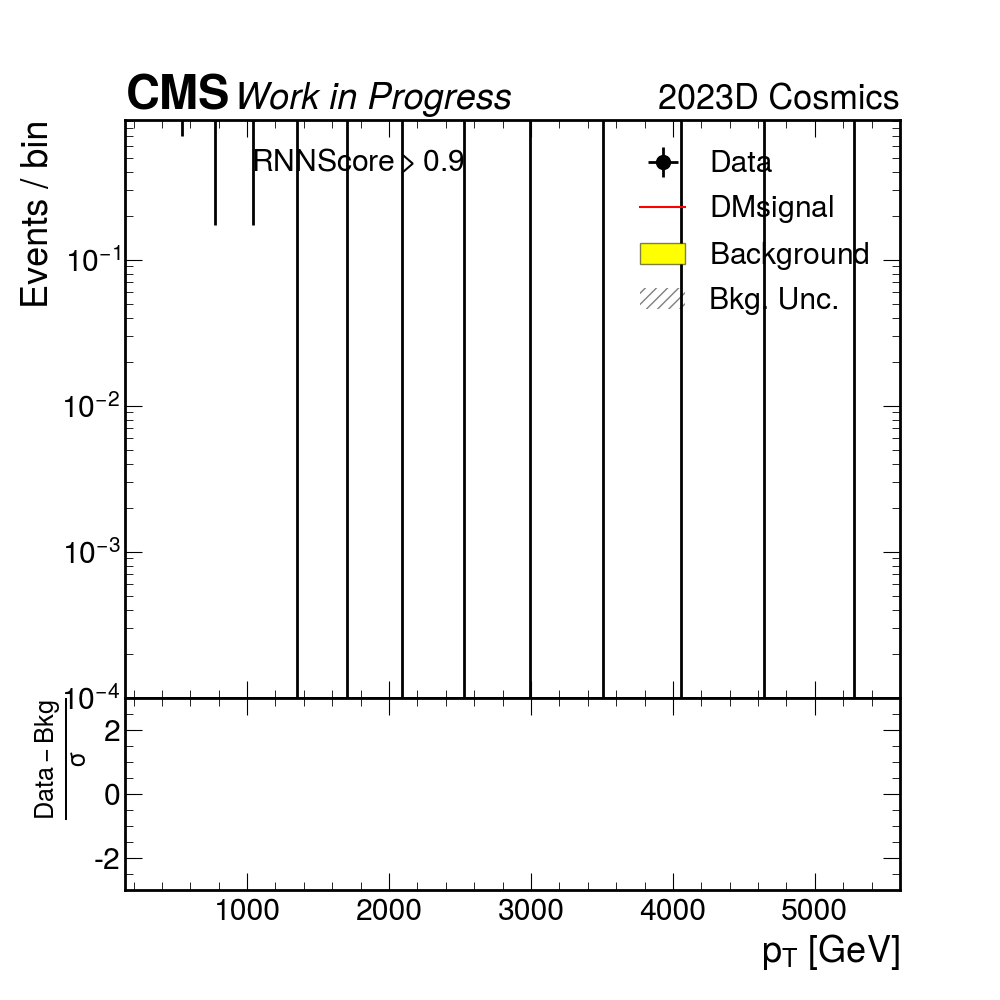 CMS Work in Progress 2023D Cosmics
Events / bin
RNNScore > 0.9
Data
DMsignal
Background
Bkg. Unc.
10⁻¹
10⁻²
10⁻³
10⁻⁴
Data – Bkg
σ
2
0
-2
1000 2000 3000 4000 5000
p_T [GeV]